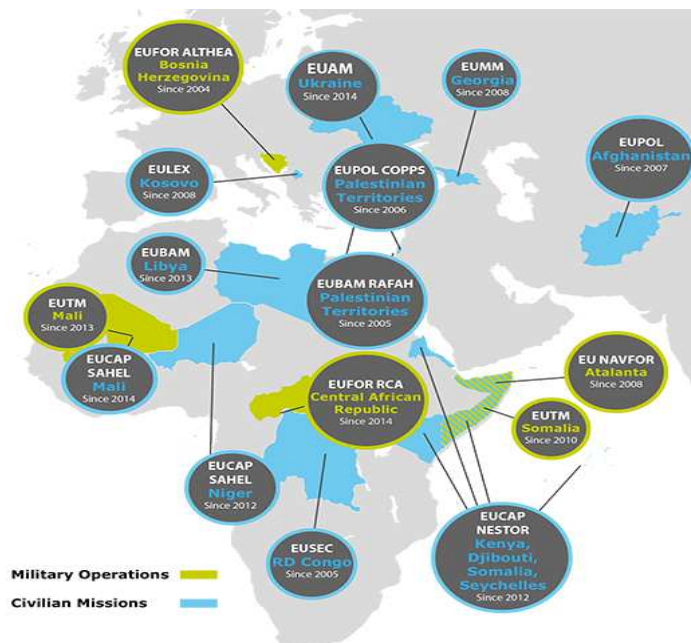 EUFOR ALTHEA
Bosnia
Herzegovina
Since 2004
EUAM
Ukraine
Since 2014
EUMM
Georgia
Since 2008
EULEX
Kosovo
Since 2008
EUPOL COPPS
Palestinian
Territories
Since 2006
EUPOL
Afghanistan
Since 2007
EUBAM
Libya
Since 2013
EUBAM RAFAH
Palestinian
Territories
Since 2005
EUTM
Mali
Since 2013
EUCAP
SAHEL
Mali
Since 2014
EUFOR RCA
Central African
Republic
Since 2014
EU NAVFOR
Atalanta
Since 2008
EUTM
Somalia
Since 2010
EUCAP
SAHEL
Niger
Since 2012
EUSEC
RD Congo
Since 2005
EUCAP
NESTOR
Kenya,
Djibouti,
Somalia,
Seychelles
Since 2012
Military Operations
Civilian Missions